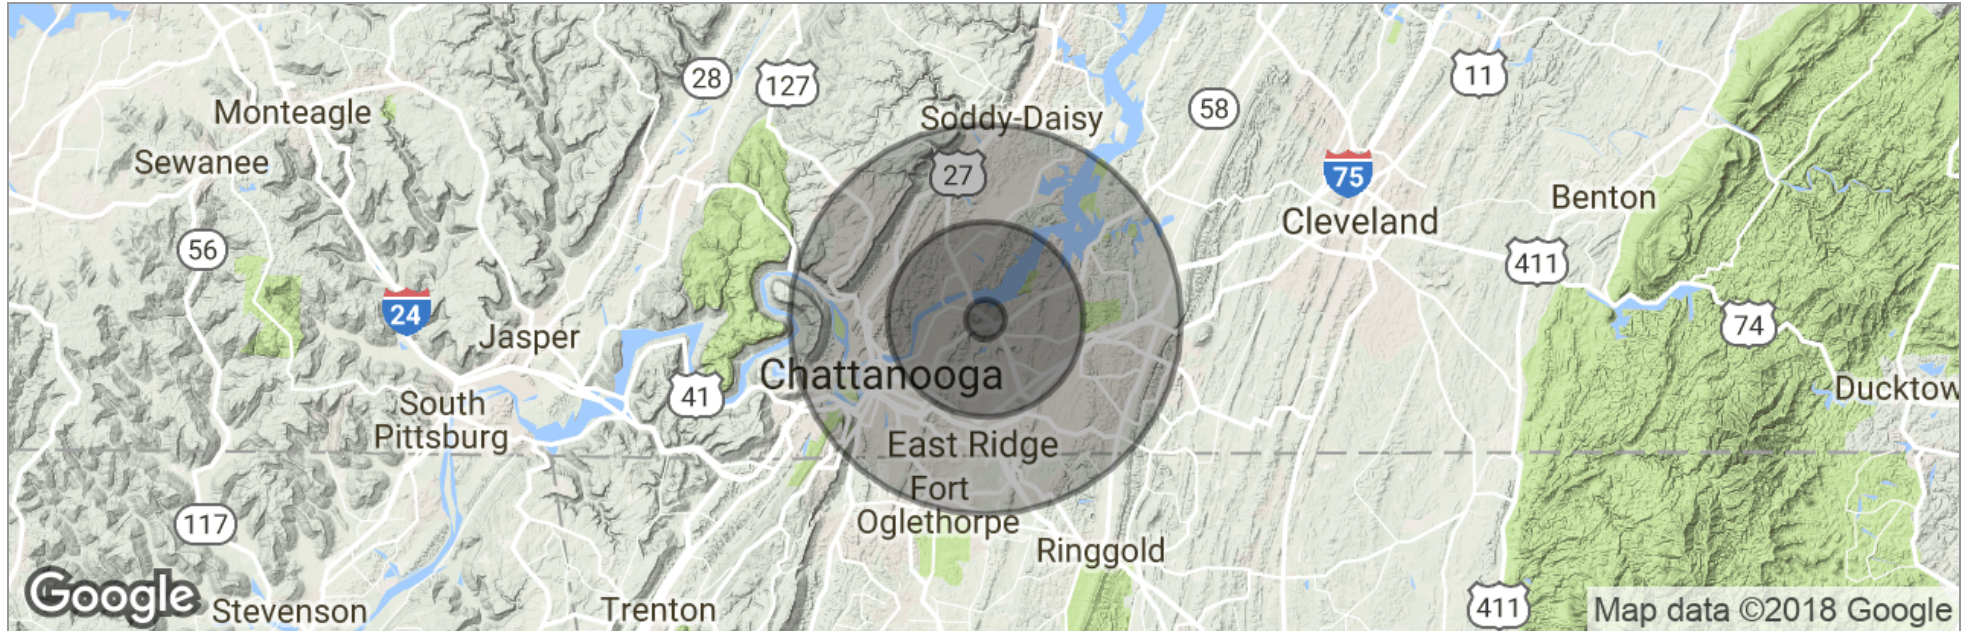 28
127
11
Monteagle
Soddy-Daisy
58
Sewanee
27
75
Benton
Cleveland
56
411
24
Jasper
74
Chattanooga
41
Ducktow
South
Pittsburg
East Ridge
Fort
Oglethorpe
117
Ringgold
Google
Stevenson
Trenton
411
Map data ©2018 Google